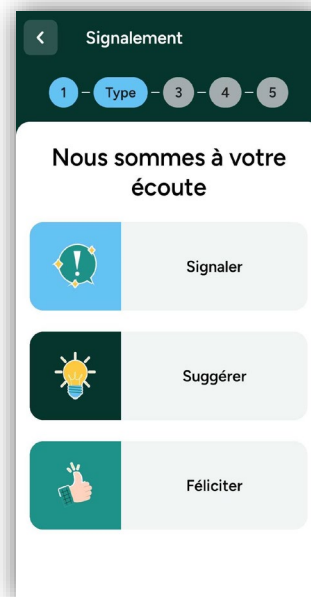 Signalement
1 Type 3 4 5
Nous sommes à votre
écoute
Signaler
Suggérer
Féliciter